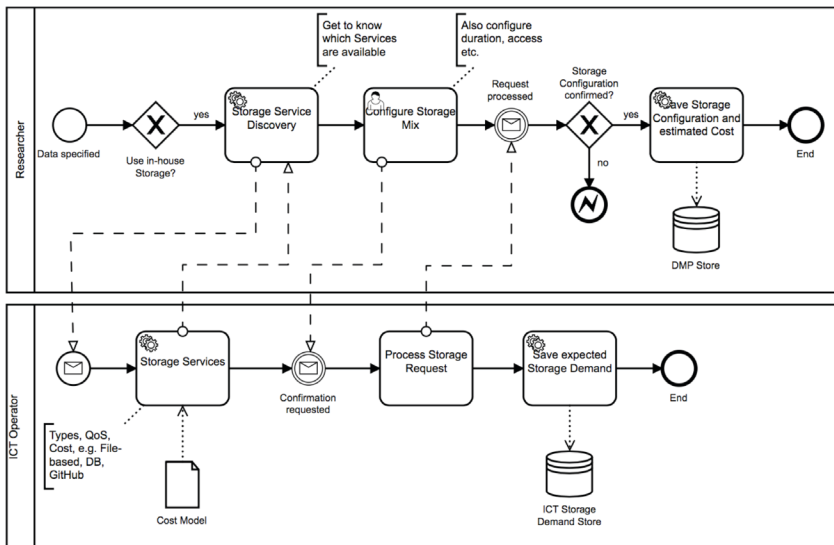 Researcher
Get to know
which Services
are available
Also configure
duration, access
etc.
Data specified
Use in-house
Storage?
yes
Storage Service
Discovery
Configure Storage
Mix
Request
processed
Storage
Configuration
confirmed?
yes
no
Save Storage
Configuration and
estimated Cost
End
DMP Store
ICT Operator
Storage Services
Types, QoS,
Cost, e.g. File-
based, DB,
GitHub
Cost Model
Confirmation
requested
Process Storage
Request
Save expected
Storage Demand
End
ICT Storage
Demand Store